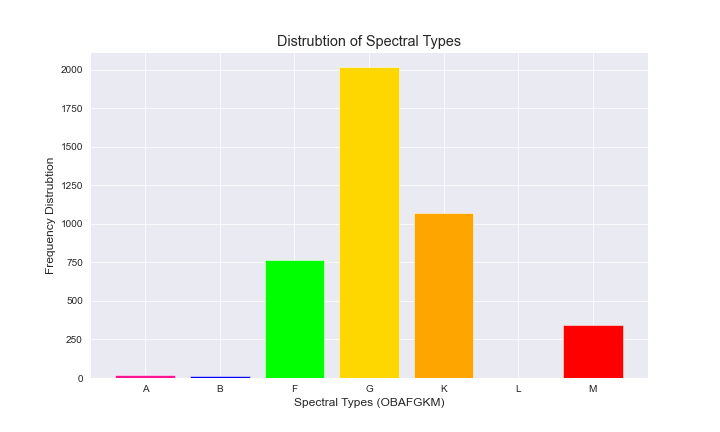 Distrubtion of Spectral Types
Frequency Distrubtion
2000
1750
1500
1250
1000
750
500
250
0
A B F G K L M
Spectral Types (OBAFGKM)